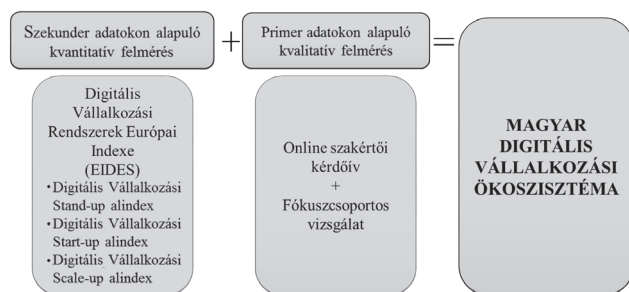 Szekunder adatokon alapuló
kvantitatív felmérés
+
Primer adatokon alapuló
kvalitatív felmérés
=
Digitális
Vállalkozási
Rendszerek Európai
Indexe
(EIDES)
•Digitális Vállalkozási
Stand-up alindex
•Digitális Vállalkozási
Start-up alindex
•Digitális Vállalkozási
Scale-up alindex
Online szakértői
kérdőív
+
Fókuszcsoportos
vizsgálat
MAGYAR
DIGITÁLIS
VÁLLALKOZÁSI
ÖKOSZISZTÉMA